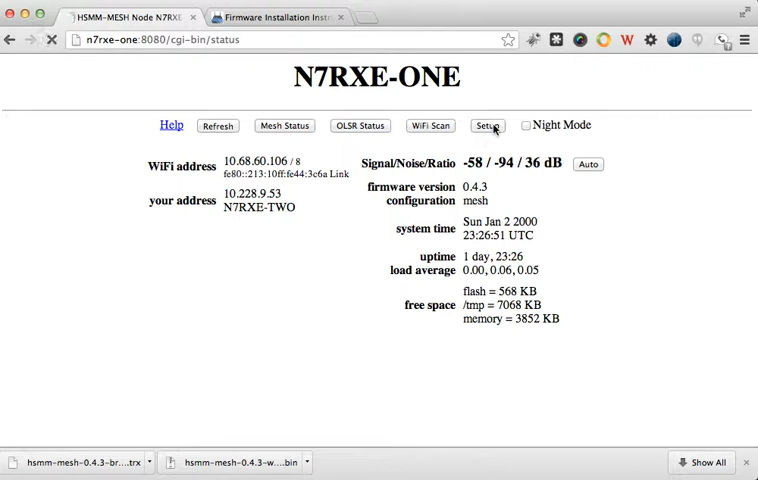 HSMM-MESH Node N7RXE
Firmware Installation Instr
n7rxe-one:8080/cgi-bin/status
N7RXE-ONE
Help Refresh Mesh Status OLSR Status WiFi Scan Setup Night Mode
WiFi address 10.68.60.106 / 8
fe80::213:10ff:fe44:3c6a Link
your address 10.228.9.53
N7RXE-TWO
Signal/Noise/Ratio -58 / -94 / 36 dB Auto
firmware version 0.4.3
configuration mesh
system time Sun Jan 2 2000
23:26:51 UTC
uptime 1 day, 23:26
load average 0.00, 0.06, 0.05
free space flash = 568 KB
/tmp = 7068 KB
memory = 3852 KB
hsmm-mesh-0.4.3-br....trx
hsmm-mesh-0.4.3-w....bin
Show All